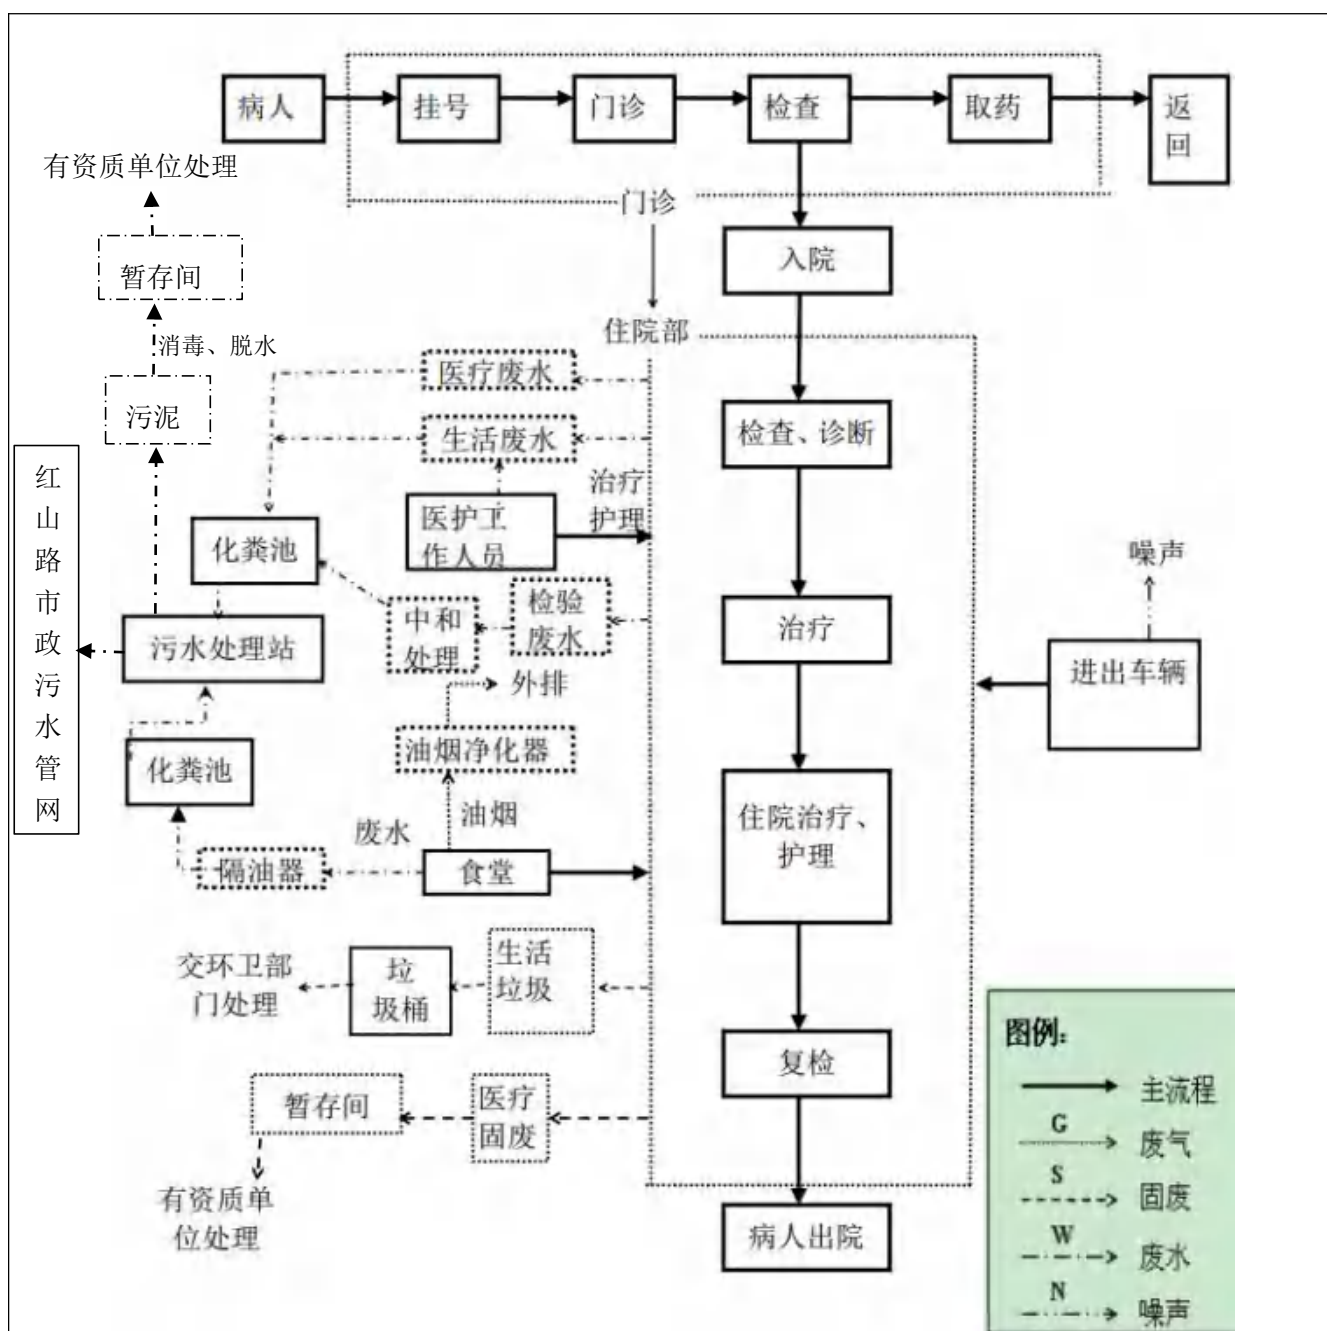 病人
挂号
门诊
检查
取药
返
回
有资质单位处理
门诊
入院
暂存间
住院部
消毒、脱水
医疗废水
污泥
生活废水
检查、诊断
红
山
路
市
政
污
水
管
网
治疗
护理
医护工
作人员
化粪池
噪声
检验
废水
中和
处理
治疗
污水处理站
进出车辆
外排
油烟净化器
化粪池
油烟
住院治疗、
护理
废水
隔油器
食堂
生活
垃圾
垃
圾桶
交环卫部
门处理
图例:
复检
主流程
医疗
固废
暂存间
G
废气
S
固废
有资质单
位处理
病人出院
W
废水
N
噪声